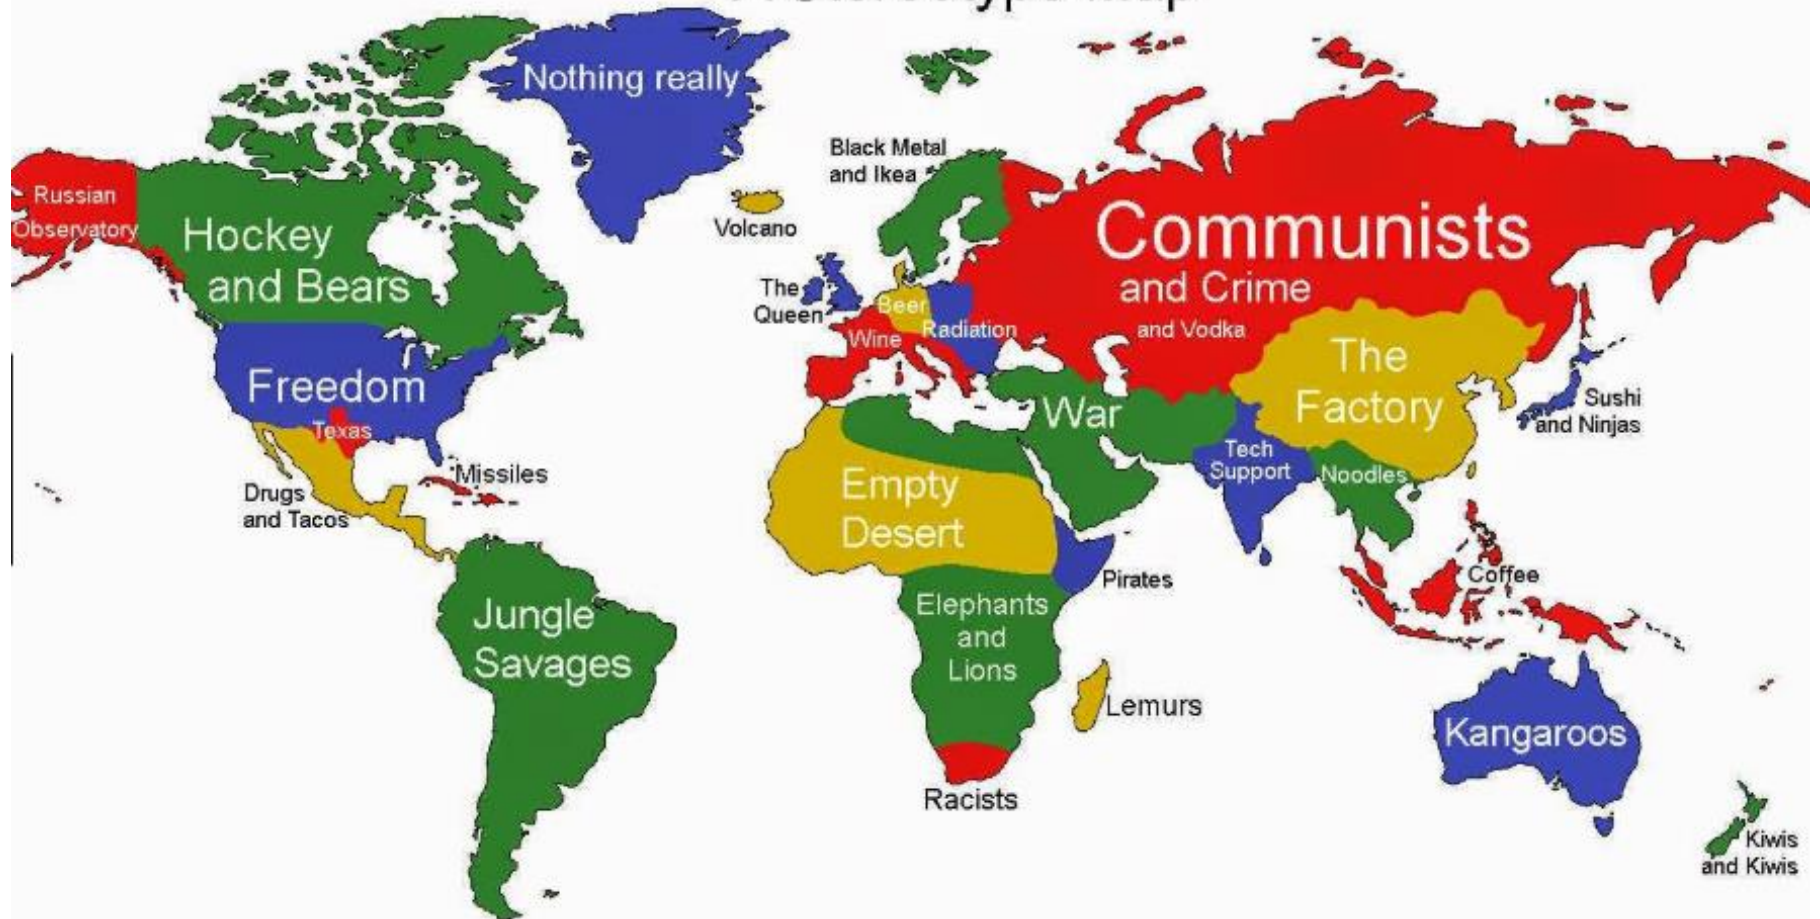 Nothing really
Black Metal
and Ikea
Russian
Observatory
Hockey
and Bears
Volcano
Communists
and Crime
and Vodka
The
Queen
Beer
Radiation
Wine
The
Factory
Freedom
Texas
War
Sushi
and Ninjas
Tech
Support
Noodles
Missiles
Drugs
and Tacos
Empty
Desert
Pirates
Coffee
Elephants
and
Lions
Jungle
Savages
Lemurs
Kangaroos
Racists
Kiwis
and Kiwis